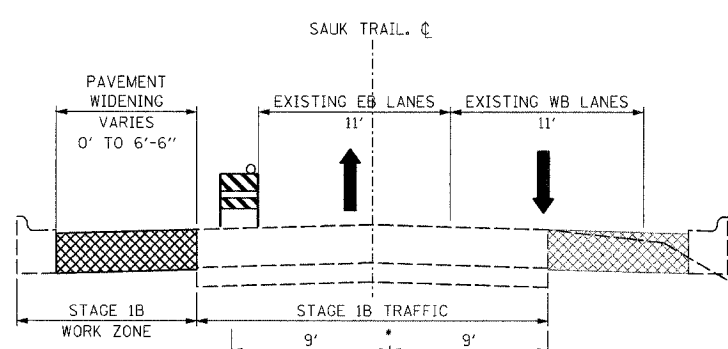 SAUK TRAIL. ℄
PAVEMENT
WIDENING
VARIES
0' TO 6'-6"
EXISTING EB LANES
11'
EXISTING WB LANES
11'
STAGE 1B
WORK ZONE
STAGE 1B TRAFFIC
9' * 9'